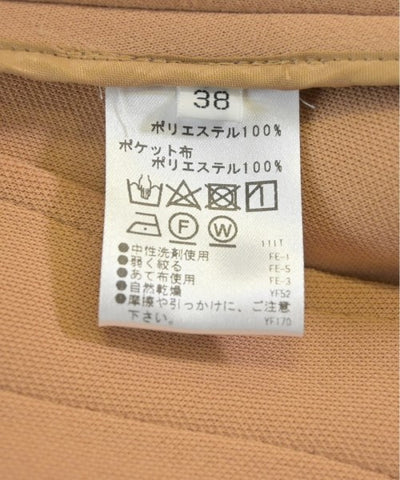 38
ポリエステル100%
ポケット布
ポリエステル100%
F W
111T
●中性洗剤使用 FE-1
●弱く絞る FE-5
●あて布使用 FE-3
●自然乾燥 YF52
●摩擦や引っかけに、ご注意
下さい。 YF170